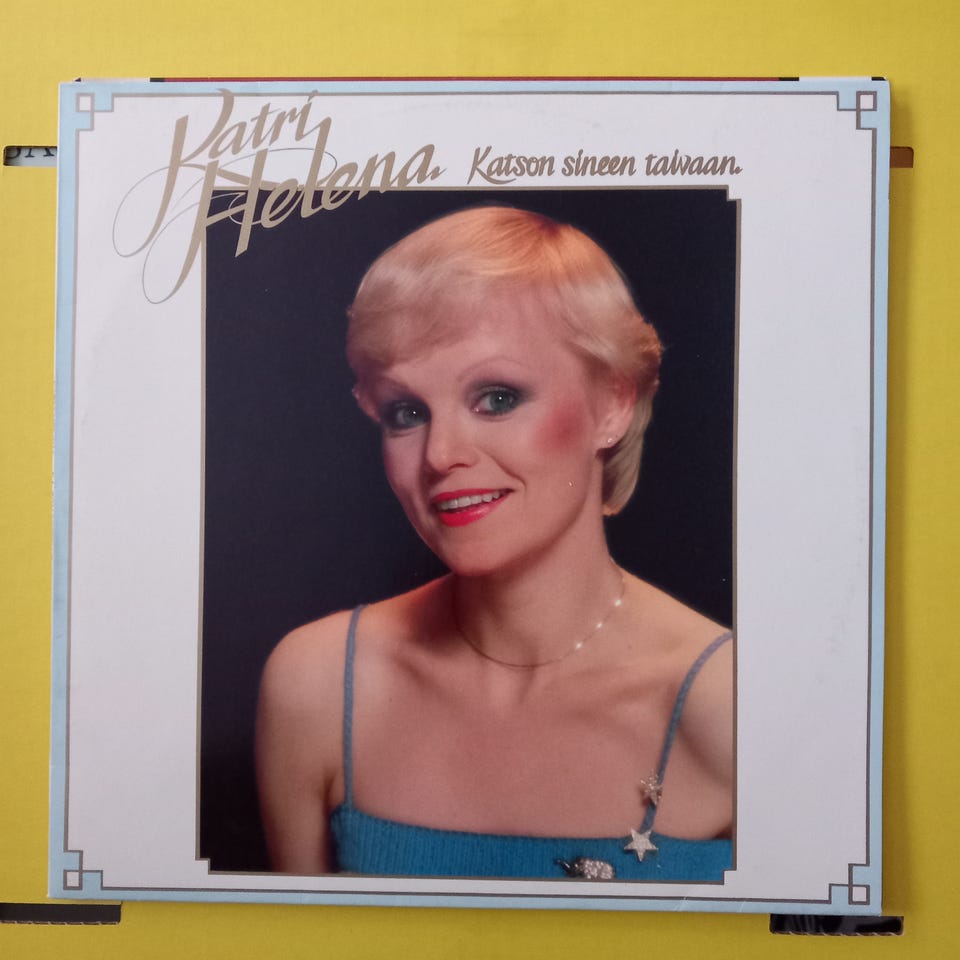 Katri
Helena.
Katson sineen taivaan.